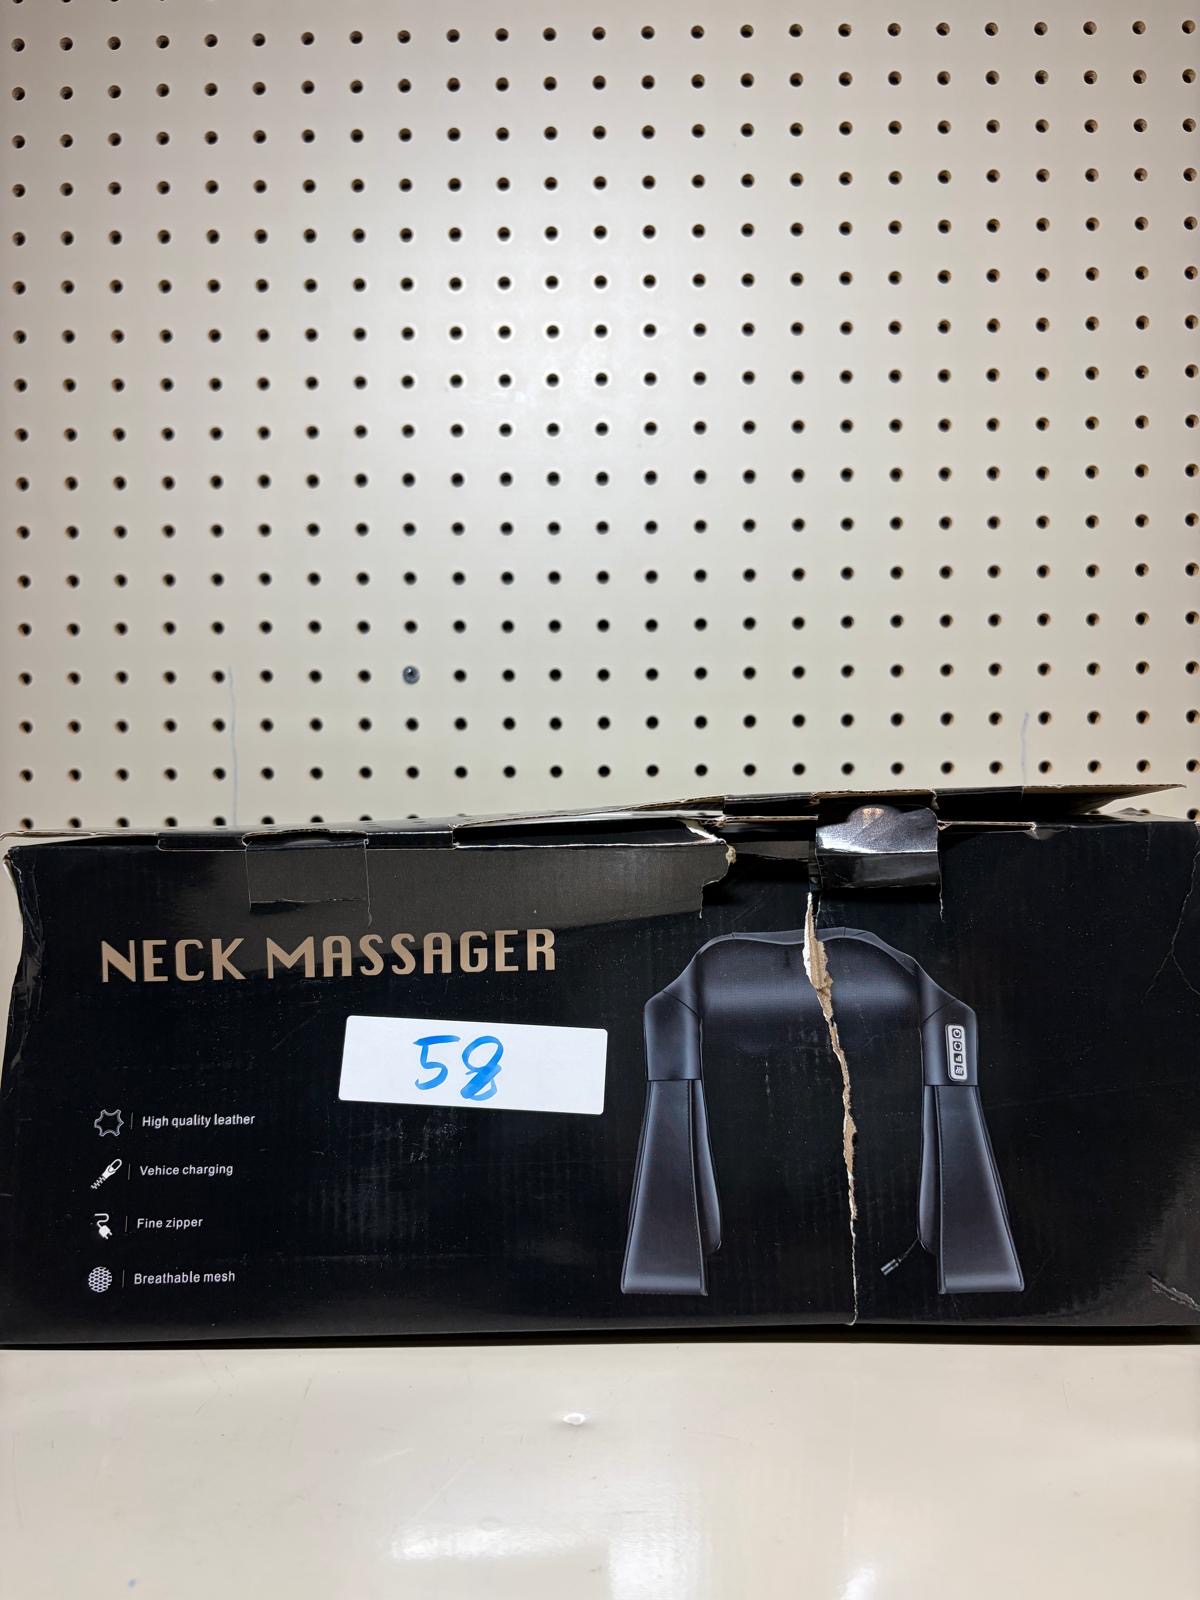 NECK MASSAGER
58
High quality leather
Vehice charging
Fine zipper
Breathable mesh